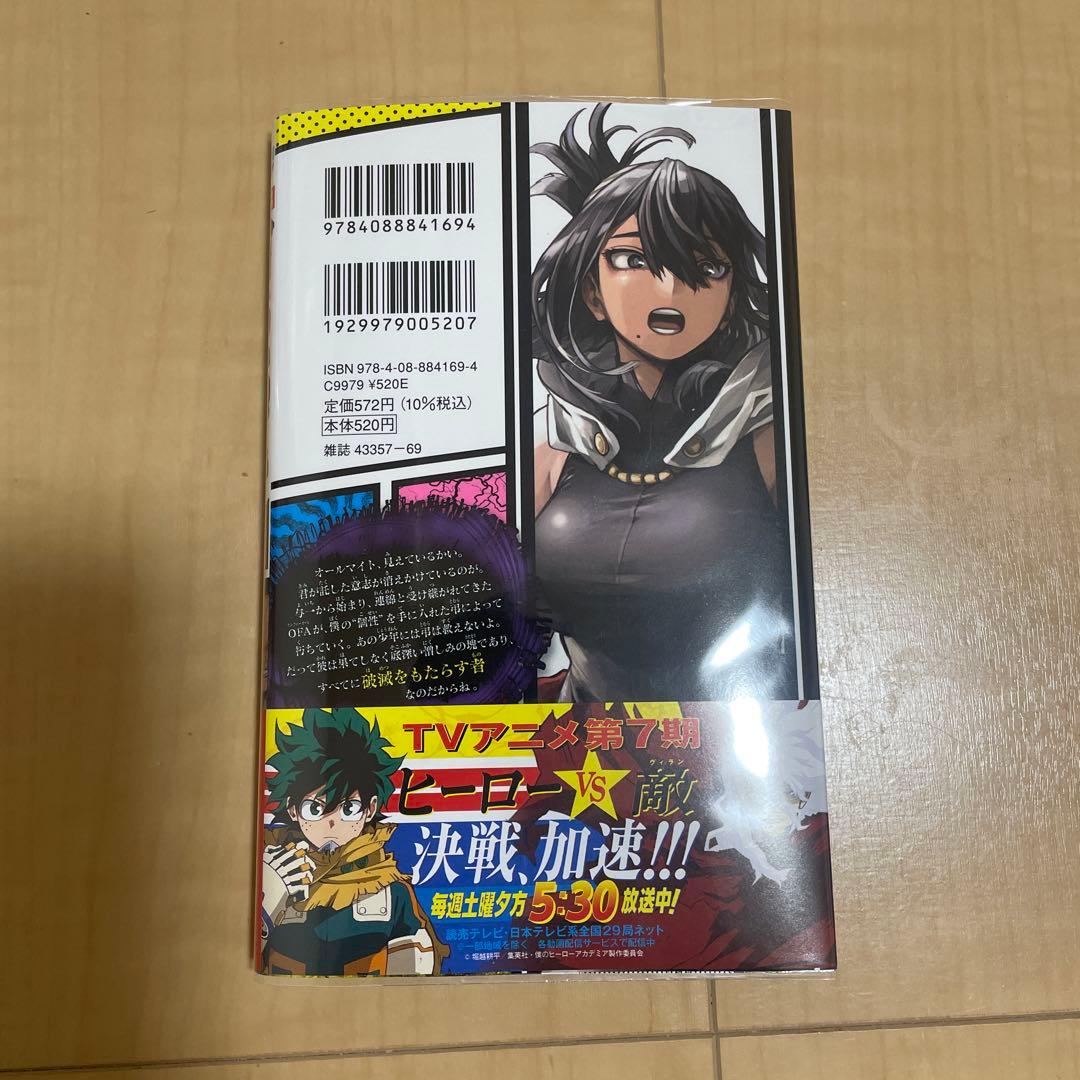 9784088841694
1929979005207
ISBN 978-4-08-884169-4
C9979 ¥520E
定価572円(10%税込)
本体520円
雑誌 43357-69
オールマイト、見えているかい。
君が託した意志が消えかけているのが。
与一から始まり、連綿と受け継がれてきた
OFAが、僕の“個性”を手に入れた弔によって
朽ちていく。あの少年には弔は救えないよ。
だって彼は果てしなく底深い憎しみの塊であり、
すべてに破滅をもたらす者
なのだからね。
TVアニメ第7期
ヒーローVS敵
ヴィラン
決戦、加速!!!
毎週土曜夕方5:30放送中!
読売テレビ・日本テレビ系全国29局ネット
※一部地域を除く 各動画配信サービスで配信中
© 堀越耕平/集英社・僕のヒーローアカデミア製作委員会